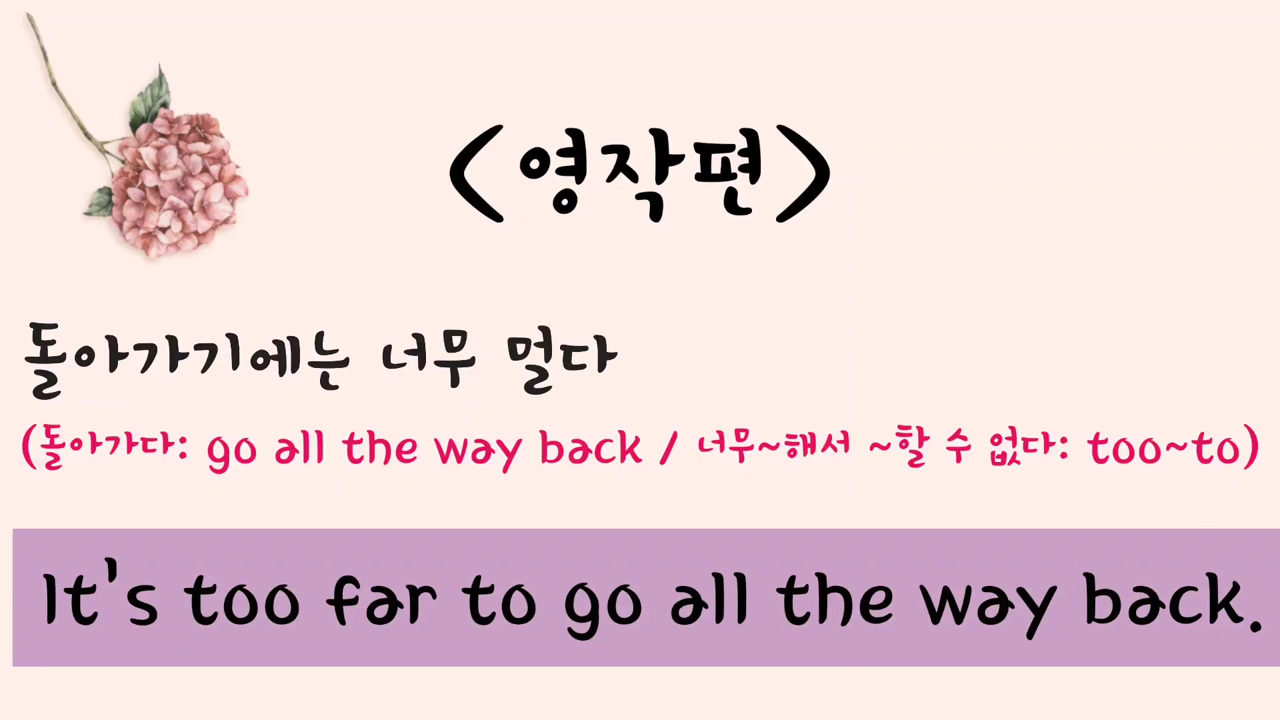 <영작편>
돌아가기에는 너무 멀다
(돌아가다: go all the way back / 너무~해서 ~할 수 없다: too~to)
It's too far to go all the way back.